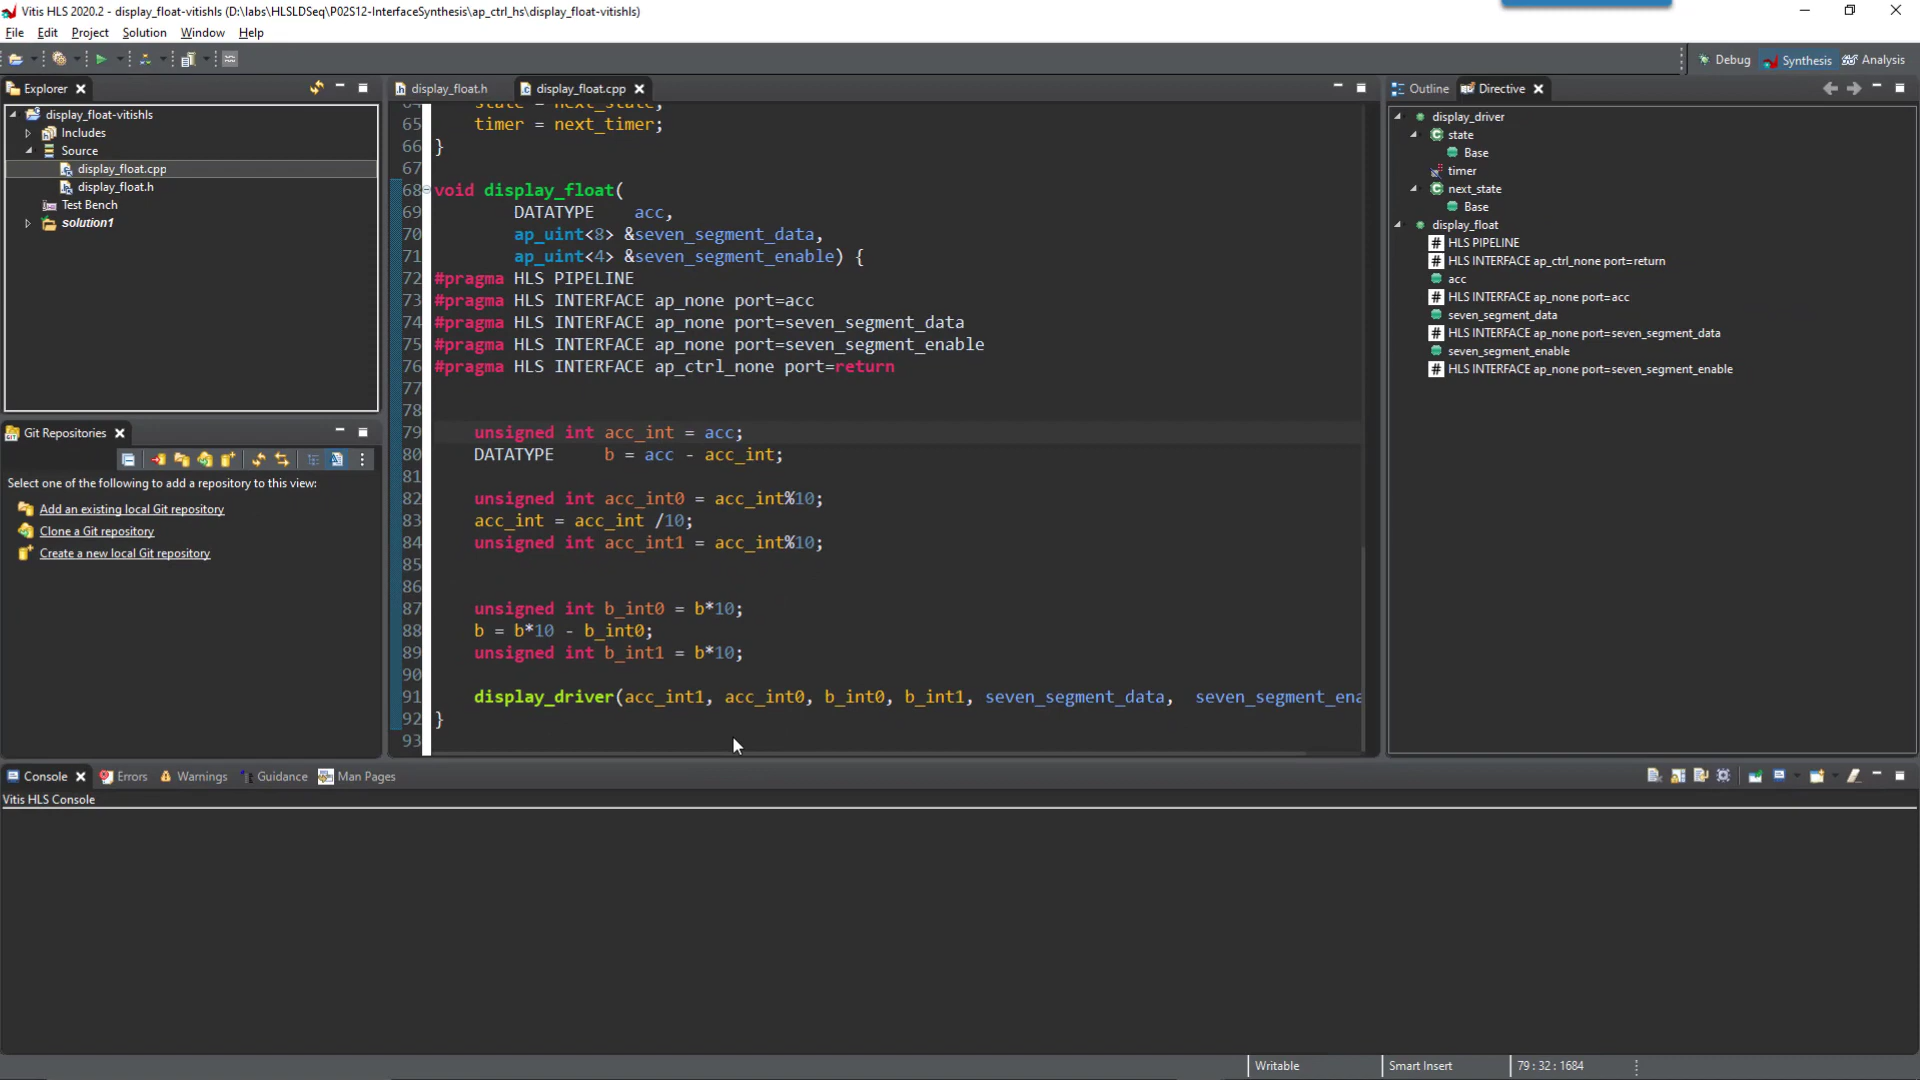 Vitis HLS 2020.2 - display_float-vitishls (D:\labs\HLSLDSeq\P02S12-InterfaceSynthesis\ap_ctrl_hs\display_float-vitishls)
File Edit Project Solution Window Help
Debug Synthesis Analysis
Explorer
display_float-vitishls
Includes
Source
display_float.cpp
display_float.h
Test Bench
solution1
Git Repositories
Select one of the following to add a repository to this view:
Add an existing local Git repository
Clone a Git repository
Create a new local Git repository
display_float.h display_float.cpp
64 state = next_state;
65 timer = next_timer;
66 }
67
68 void display_float(
69 DATATYPE acc,
70 ap_uint<8> &seven_segment_data,
71 ap_uint<4> &seven_segment_enable) {
72 #pragma HLS PIPELINE
73 #pragma HLS INTERFACE ap_none port=acc
74 #pragma HLS INTERFACE ap_none port=seven_segment_data
75 #pragma HLS INTERFACE ap_none port=seven_segment_enable
76 #pragma HLS INTERFACE ap_ctrl_none port=return
77
78
79 unsigned int acc_int = acc;
80 DATATYPE b = acc - acc_int;
81
82 unsigned int acc_int0 = acc_int%10;
83 acc_int = acc_int /10;
84 unsigned int acc_int1 = acc_int%10;
85
86
87 unsigned int b_int0 = b*10;
88 b = b*10 - b_int0;
89 unsigned int b_int1 = b*10;
90
91 display_driver(acc_int1, acc_int0, b_int0, b_int1, seven_segment_data, seven_segment_ena
92 }
93
Outline Directive
display_driver
state
Base
timer
next_state
Base
display_float
HLS PIPELINE
HLS INTERFACE ap_ctrl_none port=return
acc
HLS INTERFACE ap_none port=acc
seven_segment_data
HLS INTERFACE ap_none port=seven_segment_data
seven_segment_enable
HLS INTERFACE ap_none port=seven_segment_enable
Console Errors Warnings Guidance Man Pages
Vitis HLS Console
Writable Smart Insert 79 : 32 : 1684